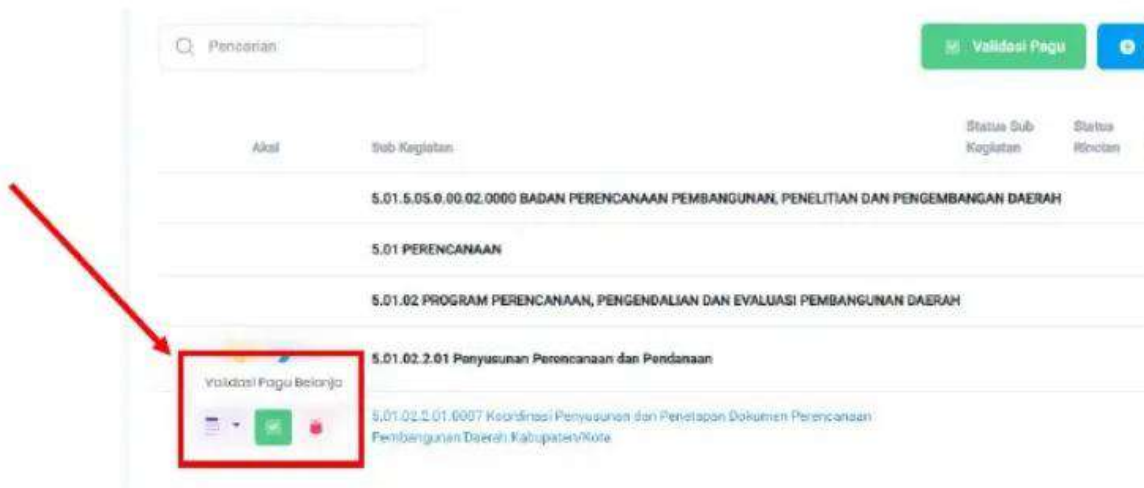 Pencarian
Validasi Pagu
Aksi
Sub Kegiatan
Status Sub
Kegiatan
Status
Rincian
5.01.5.05.0.00.02.0000 BADAN PERENCANAAN PEMBANGUNAN, PENELITIAN DAN PENGEMBANGAN DAERAH
5.01 PERENCANAAN
5.01.02 PROGRAM PERENCANAAN, PENGENDALIAN DAN EVALUASI PEMBANGUNAN DAERAH
5.01.02.2.01 Penyusunan Perencanaan dan Pendanaan
Validasi Pagu Belanja
5.01.02.2.01.0007 Koordinasi Penyusunan dan Penetapan Dokumen Perencanaan
Pembangunan Daerah Kabupaten/Kota